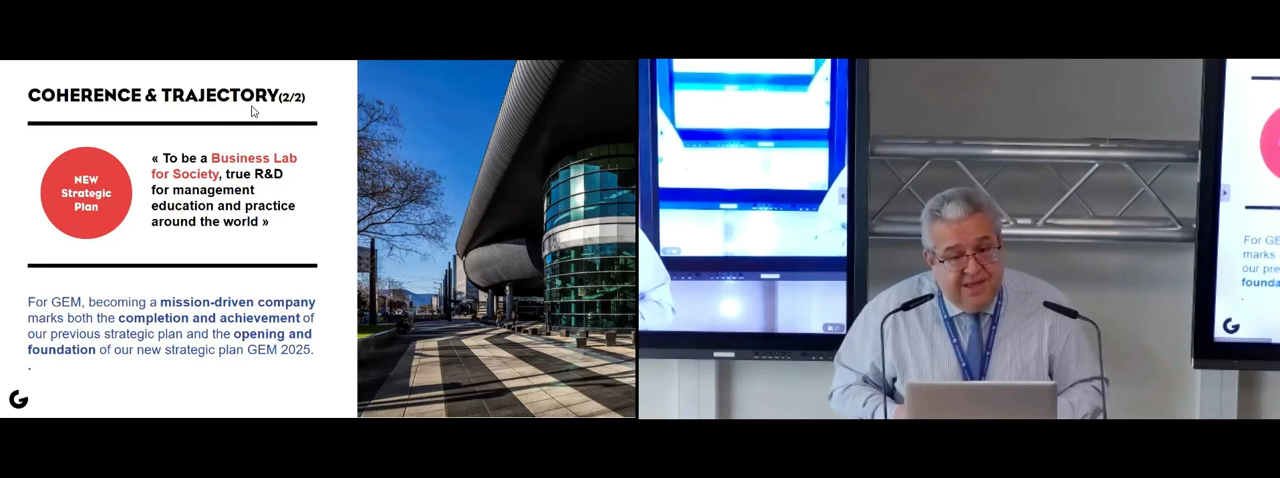 COHERENCE & TRAJECTORY(2/2)
NEW
Strategic
Plan
« To be a Business Lab
for Society, true R&D
for management
education and practice
around the world »
For GEM, becoming a mission-driven company
marks both the completion and achievement of
our previous strategic plan and the opening and
foundation of our new strategic plan GEM 2025.
.
G
For GE
marks
our pre
founda
.
G